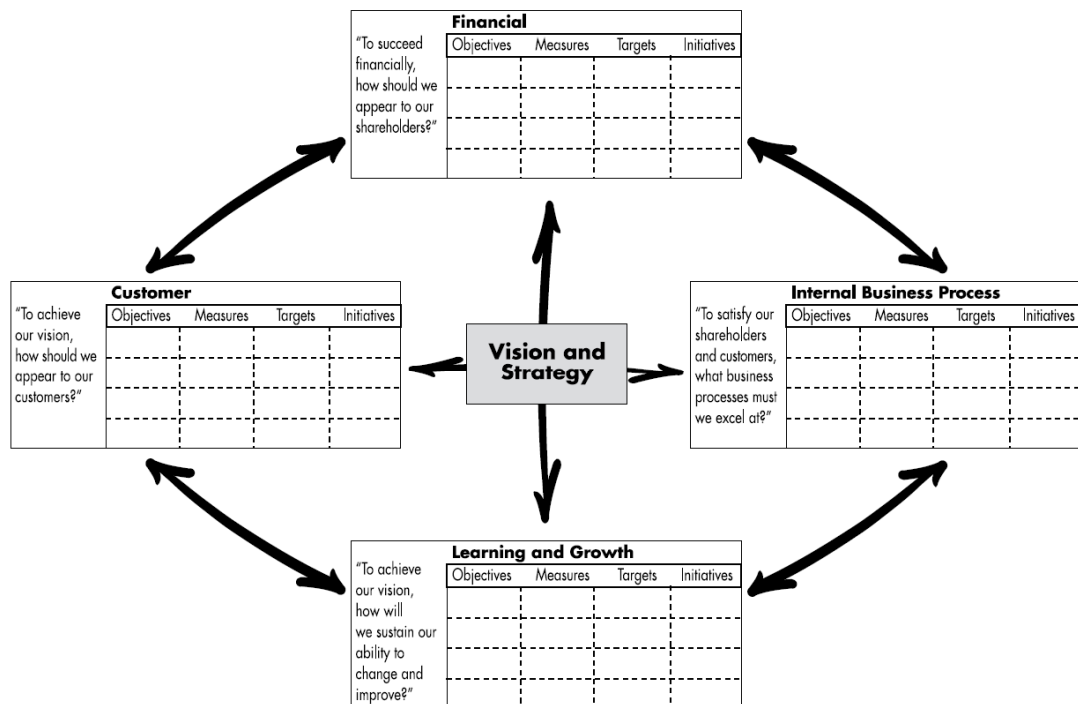 Financial
“To succeed
financially,
how should we
appear to our
shareholders?”
Objectives Measures Targets Initiatives
Customer
“To achieve
our vision,
how should we
appear to our
customers?”
Objectives Measures Targets Initiatives
Vision and
Strategy
Internal Business Process
“To satisfy our
shareholders
and customers,
what business
processes must
we excel at?”
Objectives Measures Targets Initiatives
Learning and Growth
“To achieve
our vision,
how will
we sustain our
ability to
change and
improve?”
Objectives Measures Targets Initiatives